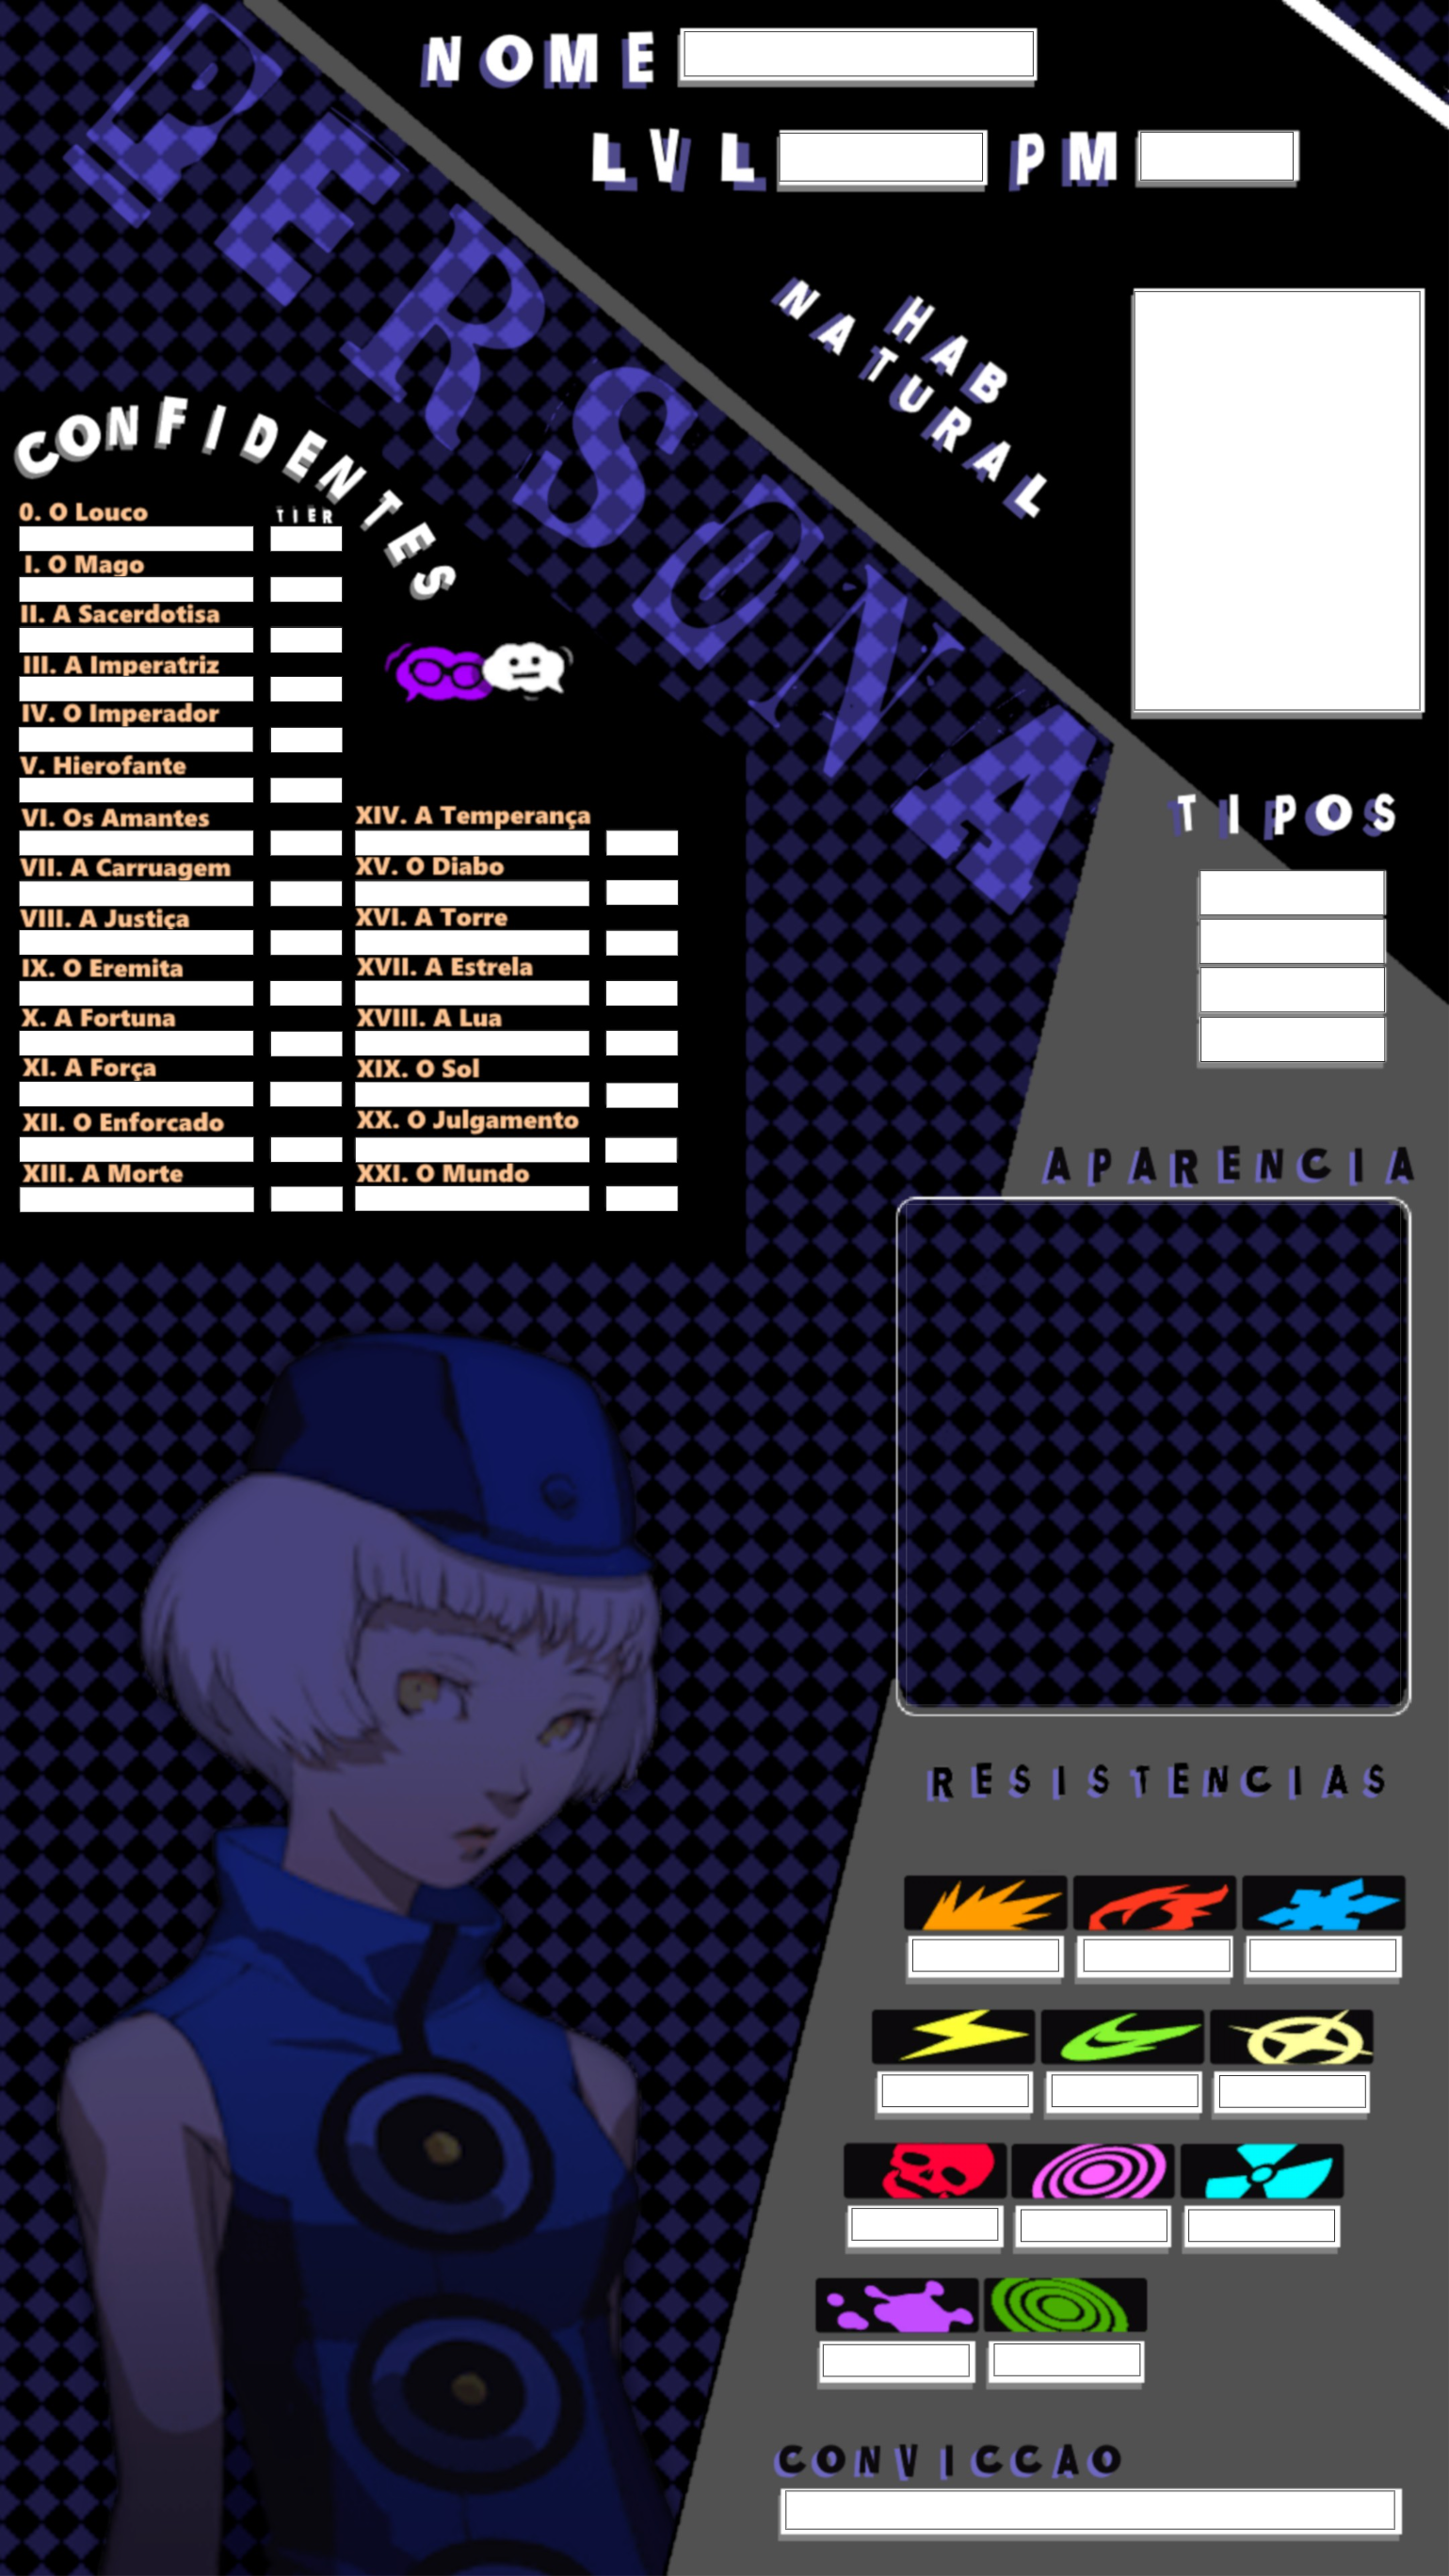 NOME
LVL
PM
PERSONA
HAB
NATURAL
CONFIDENTES
TIER
0. O Louco
I. O Mago
II. A Sacerdotisa
III. A Imperatriz
IV. O Imperador
V. Hierofante
VI. Os Amantes
VII. A Carruagem
VIII. A Justiça
IX. O Eremita
X. A Fortuna
XI. A Força
XII. O Enforcado
XIII. A Morte
XIV. A Temperança
XV. O Diabo
XVI. A Torre
XVII. A Estrela
XVIII. A Lua
XIX. O Sol
XX. O Julgamento
XXI. O Mundo
TIPOS
APARENCIA
RESISTENCIAS
CONVICCAO